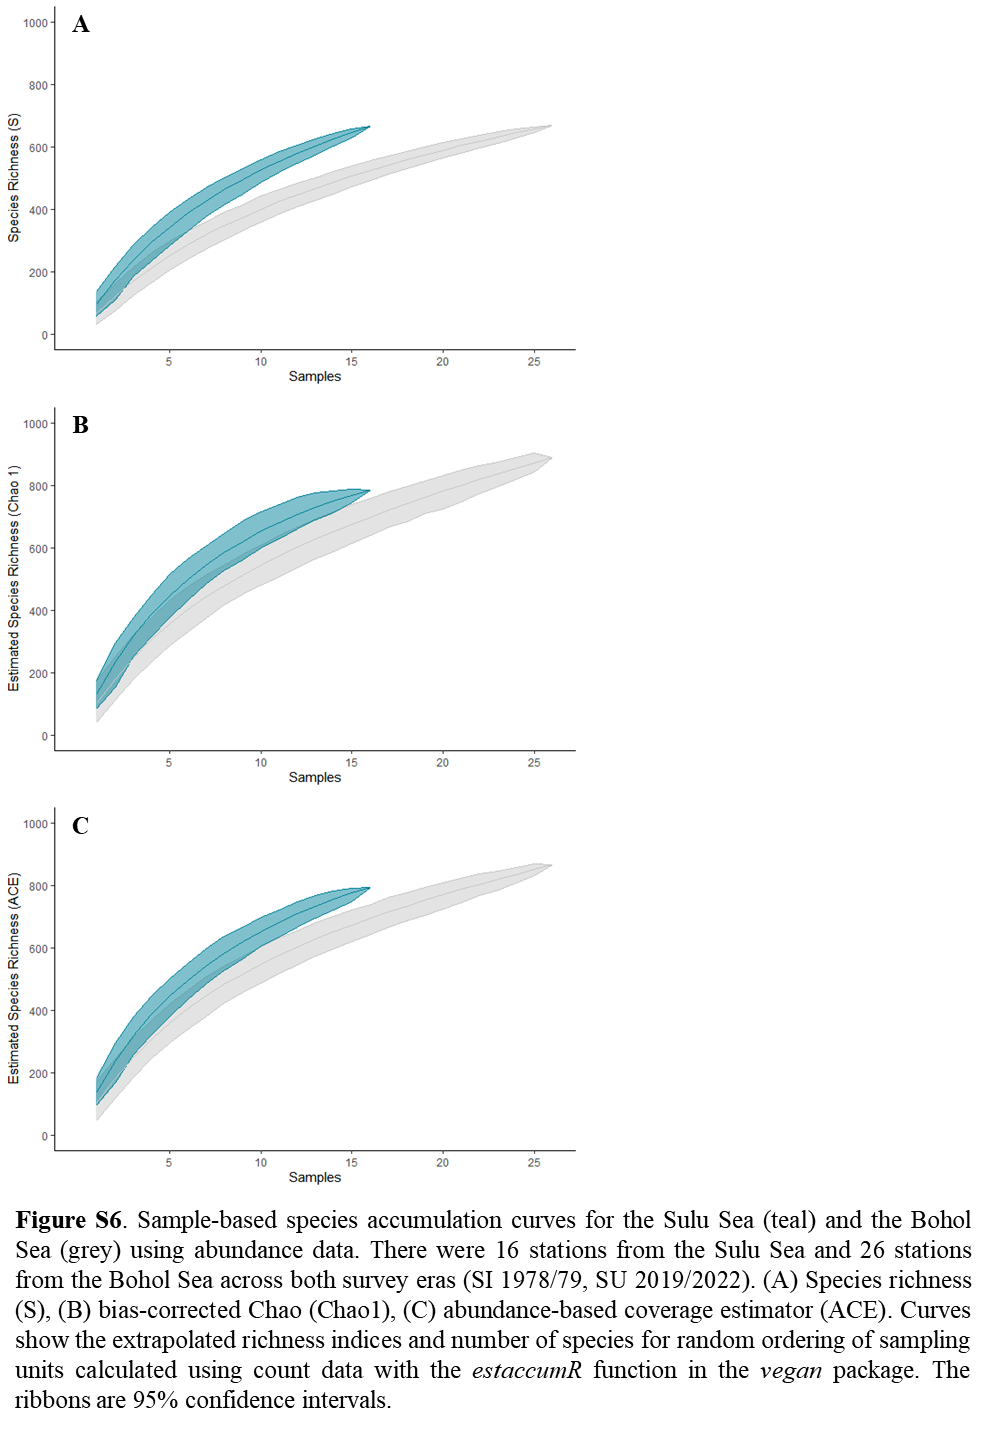 A
1000
800
600
400
200
0
Species Richness (S)
5 10 15 20 25
Samples
B
1000
800
600
400
200
0
Estimated Species Richness (Chao 1)
5 10 15 20 25
Samples
C
1000
800
600
400
200
0
Estimated Species Richness (ACE)
5 10 15 20 25
Samples
Figure S6. Sample-based species accumulation curves for the Sulu Sea (teal) and the Bohol
Sea (grey) using abundance data. There were 16 stations from the Sulu Sea and 26 stations
from the Bohol Sea across both survey eras (SI 1978/79, SU 2019/2022). (A) Species richness
(S), (B) bias-corrected Chao (Chao1), (C) abundance-based coverage estimator (ACE). Curves
show the extrapolated richness indices and number of species for random ordering of sampling
units calculated using count data with the estaccumR function in the vegan package. The
ribbons are 95% confidence intervals.